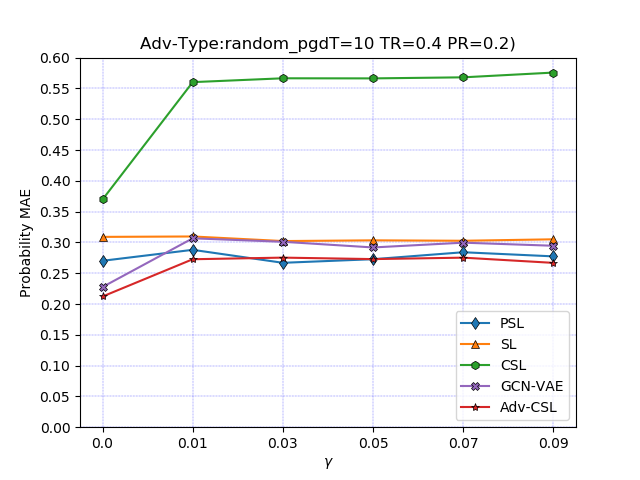 Adv-Type:random_pgdT=10 TR=0.4 PR=0.2)
0.60
0.55
0.50
0.45
0.40
0.35
0.30
0.25
0.20
0.15
0.10
0.05
0.00
Probability MAE
PSL
SL
CSL
GCN-VAE
Adv-CSL
0.0 0.01 0.03 0.05 0.07 0.09
γ